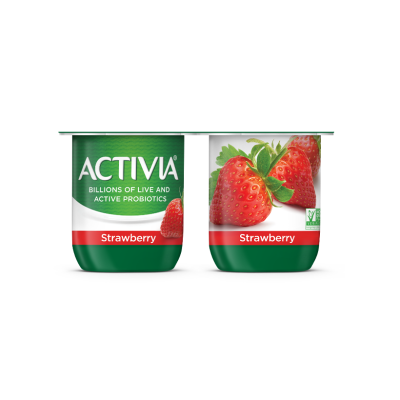 ACTIVIA®
BILLIONS OF LIVE AND
ACTIVE PROBIOTICS
Strawberry
Strawberry